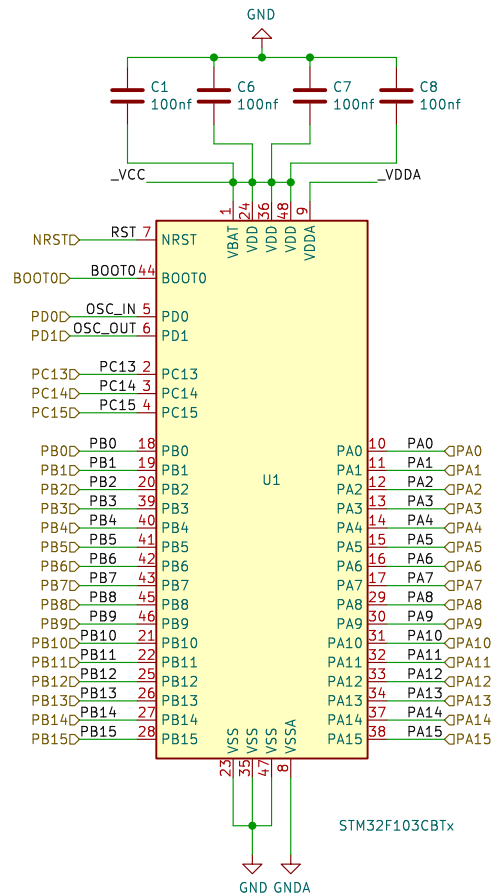 GND
C1 C6 C7 C8
100nf 100nf 100nf 100nf
_VCC _VDDA
1 24 36 48 9
VBAT VDD VDD VDD VDDA
NRST RST 7 NRST
BOOT0 BOOT0 44 BOOT0
PD0 OSC_IN 5 PD0
PD1 OSC_OUT 6 PD1
PC13 PC13 2 PC13
PC14 PC14 3 PC14
PC15 PC15 4 PC15
PB0 PB0 18 PB0 PA0 10 PA0 PA0
PB1 PB1 19 PB1 PA1 11 PA1 PA1
U1
PB2 PB2 20 PB2 PA2 12 PA2 PA2
PB3 PB3 39 PB3 PA3 13 PA3 PA3
PB4 PB4 40 PB4 PA4 14 PA4 PA4
PB5 PB5 41 PB5 PA5 15 PA5 PA5
PB6 PB6 42 PB6 PA6 16 PA6 PA6
PB7 PB7 43 PB7 PA7 17 PA7 PA7
PB8 PB8 45 PB8 PA8 29 PA8 PA8
PB9 PB9 46 PB9 PA9 30 PA9 PA9
PB10 PB10 21 PB10 PA10 31 PA10 PA10
PB11 PB11 22 PB11 PA11 32 PA11 PA11
PB12 PB12 25 PB12 PA12 33 PA12 PA12
PB13 PB13 26 PB13 PA13 34 PA13 PA13
PB14 PB14 27 PB14 PA14 37 PA14 PA14
PB15 PB15 28 PB15 PA15 38 PA15 PA15
VSS VSS VSS VSSA
23 35 47 8
STM32F103CBTx
GND GNDA